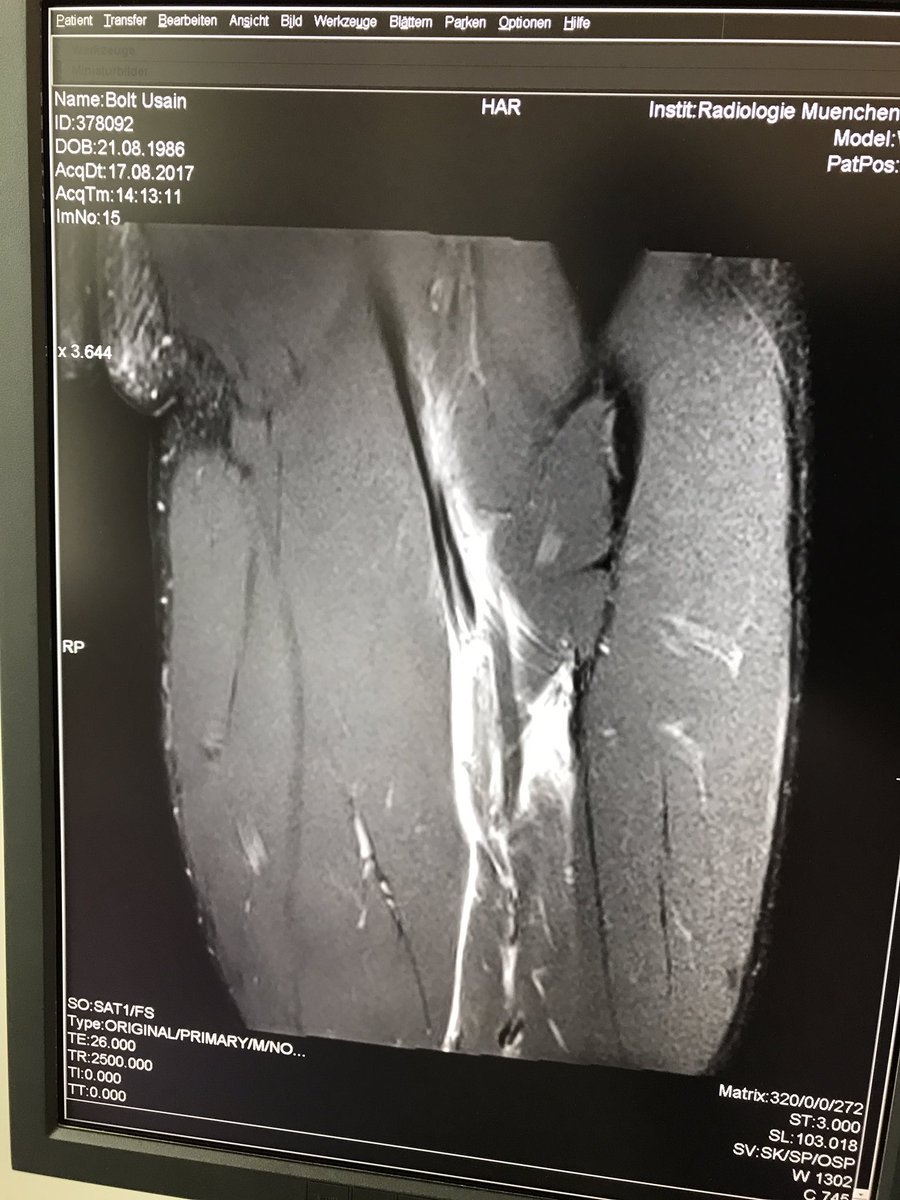 Patient Transfer Bearbeiten Ansicht Bild Werkzeuge Blättern Parken Optionen Hilfe
Werkzeuge
Miniaturbilder
Name:Bolt Usain
ID:378092
DOB:21.08.1986
AcqDt:17.08.2017
AcqTm:14:13:11
ImNo:15
HAR
Instit:Radiologie Muenchen
Model:
PatPos:
x 3.644
RP
SO:SAT1/FS
Type:ORIGINAL/PRIMARY/M/NO...
TE:26.000
TR:2500.000
TI:0.000
TT:0.000
Matrix:320/0/0/272
ST:3.000
SL:103.018
SV:SK/SP/OSP
W 1302
C 745